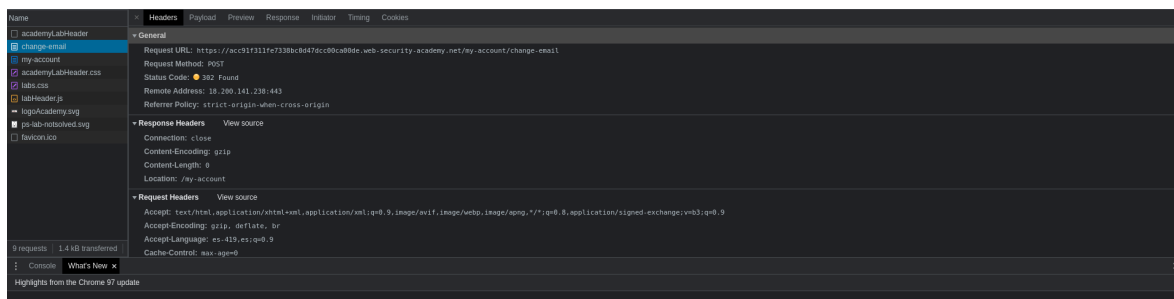 Name
academyLabHeader
change-email
my-account
academyLabHeader.css
labs.css
labHeader.js
logoAcademy.svg
ps-lab-notsolved.svg
favicon.ico
9 requests 1.4 kB transferred
× Headers Payload Preview Response Initiator Timing Cookies
General
Request URL: https://acc91f311fe7338bc0d47dcc00ca00de.web-security-academy.net/my-account/change-email
Request Method: POST
Status Code: 302 Found
Remote Address: 18.200.141.238:443
Referrer Policy: strict-origin-when-cross-origin
Response Headers View source
Connection: close
Content-Encoding: gzip
Content-Length: 0
Location: /my-account
Request Headers View source
Accept: text/html,application/xhtml+xml,application/xml;q=0.9,image/avif,image/webp,image/apng,*/*;q=0.8,application/signed-exchange;v=b3;q=0.9
Accept-Encoding: gzip, deflate, br
Accept-Language: es-419,es;q=0.9
Cache-Control: max-age=0
Console What's New ×
Highlights from the Chrome 97 update